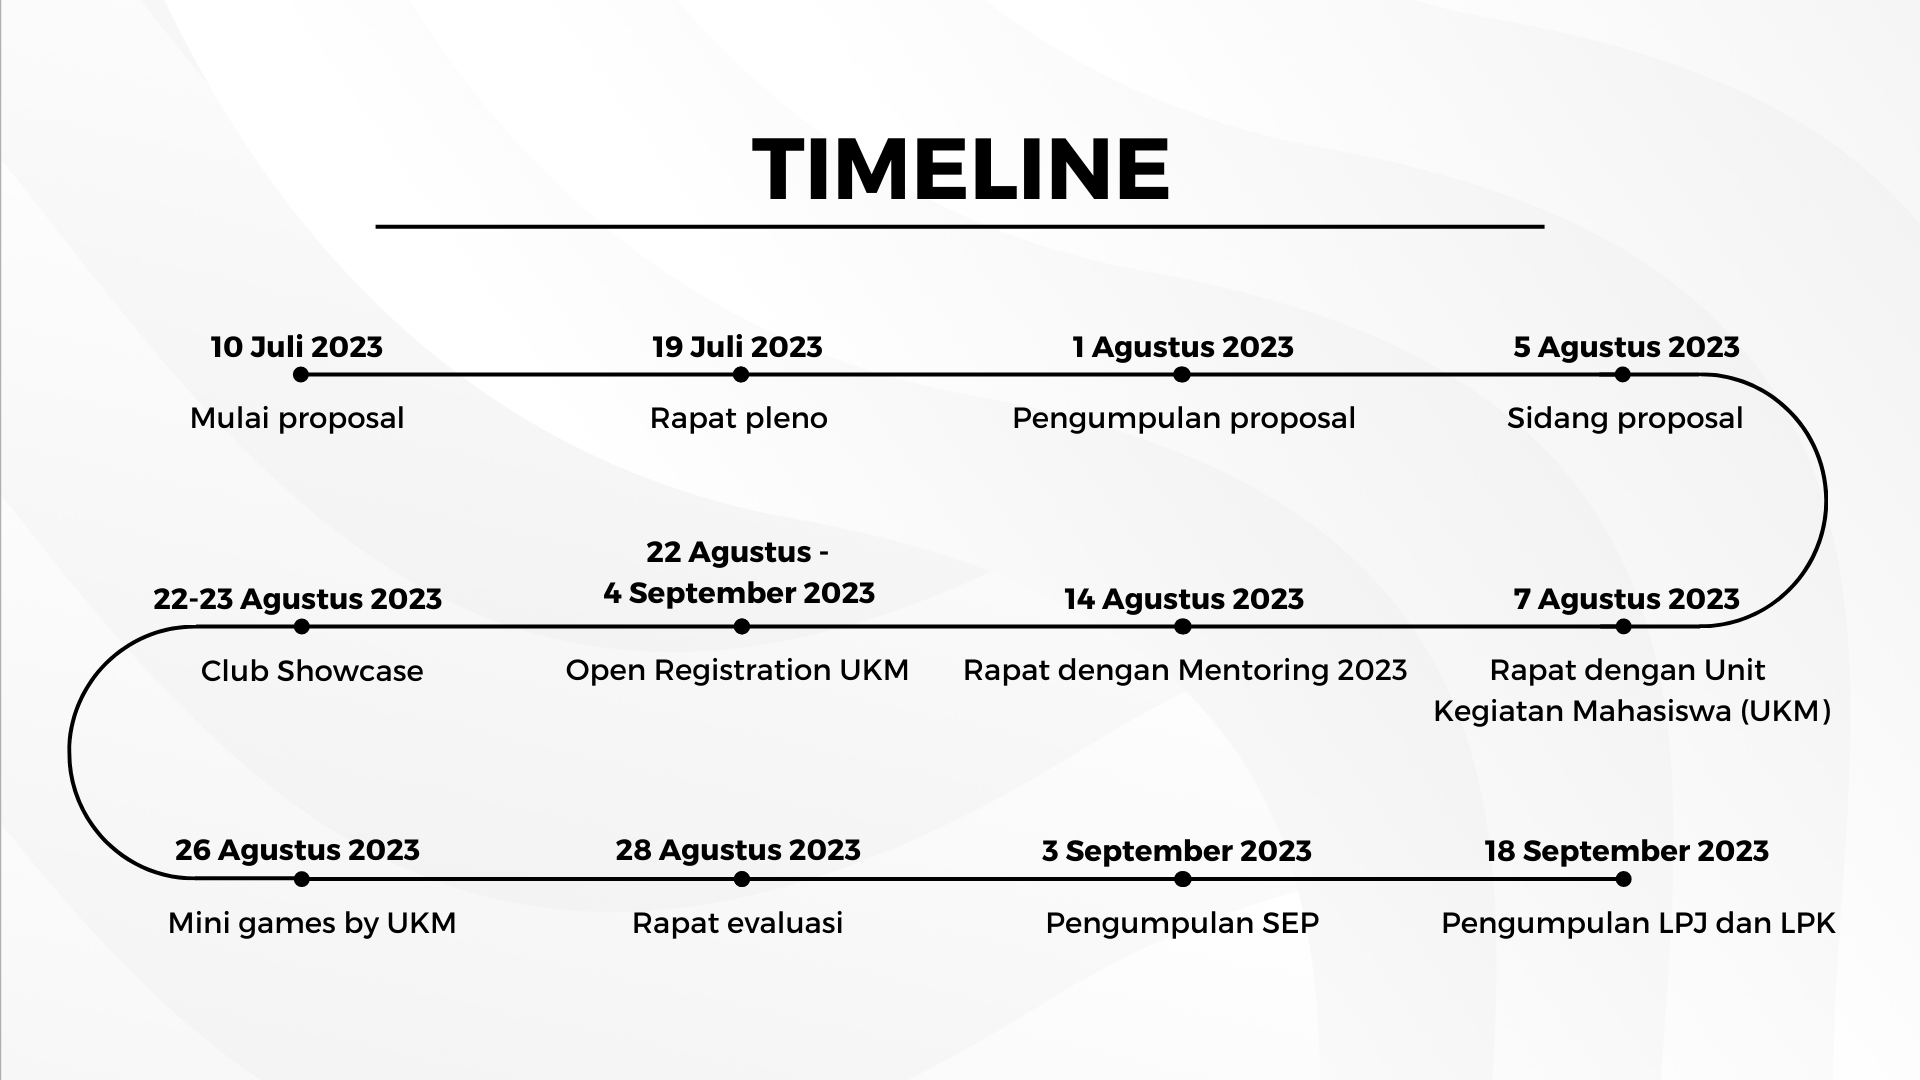 TIMELINE
10 Juli 2023
Mulai proposal
19 Juli 2023
Rapat pleno
1 Agustus 2023
Pengumpulan proposal
5 Agustus 2023
Sidang proposal
7 Agustus 2023
Rapat dengan Unit
Kegiatan Mahasiswa (UKM)
14 Agustus 2023
Rapat dengan Mentoring 2023
22 Agustus -
4 September 2023
Open Registration UKM
22-23 Agustus 2023
Club Showcase
26 Agustus 2023
Mini games by UKM
28 Agustus 2023
Rapat evaluasi
3 September 2023
Pengumpulan SEP
18 September 2023
Pengumpulan LPJ dan LPK